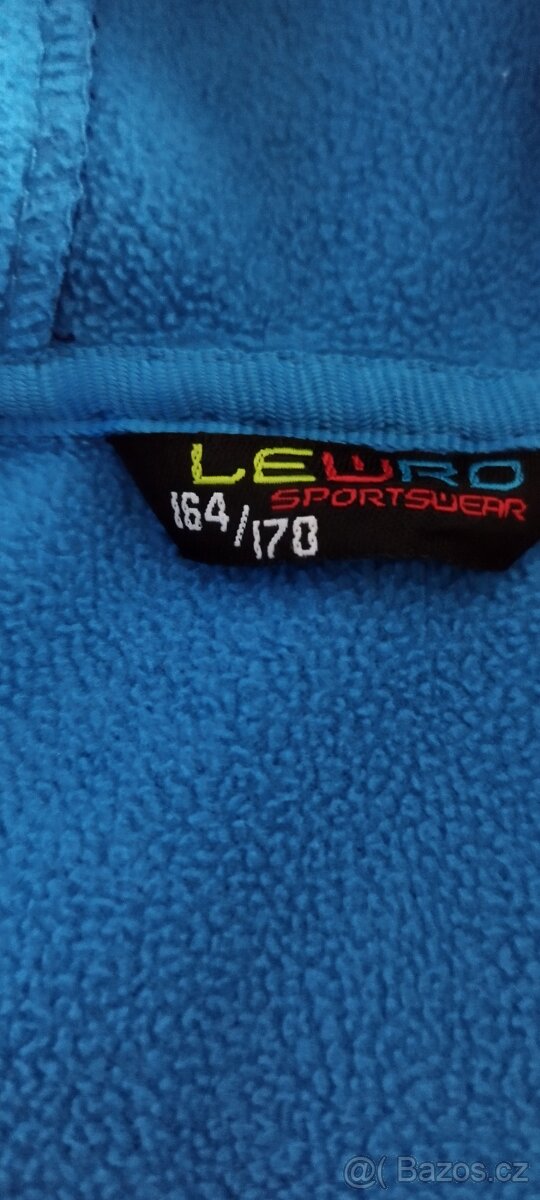 LEWRO
SPORTSWEAR
164/170
@( Bazos.cz